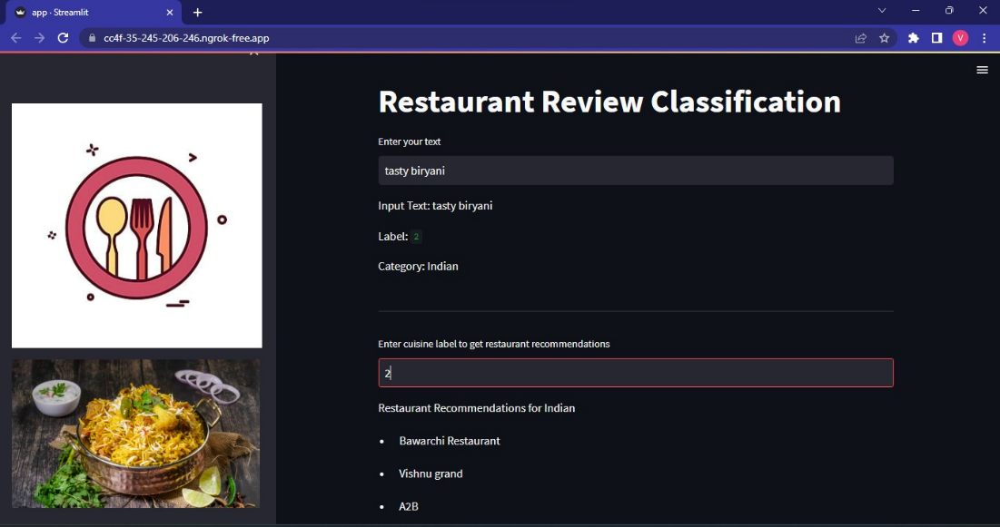 app · Streamlit
cc4f-35-245-206-246.ngrok-free.app
V
Restaurant Review Classification
Enter your text
tasty biryani
Input Text: tasty biryani
Label: 2
Category: Indian
Enter cuisine label to get restaurant recommendations
2
Restaurant Recommendations for Indian
• Bawarchi Restaurant
• Vishnu grand
• A2B